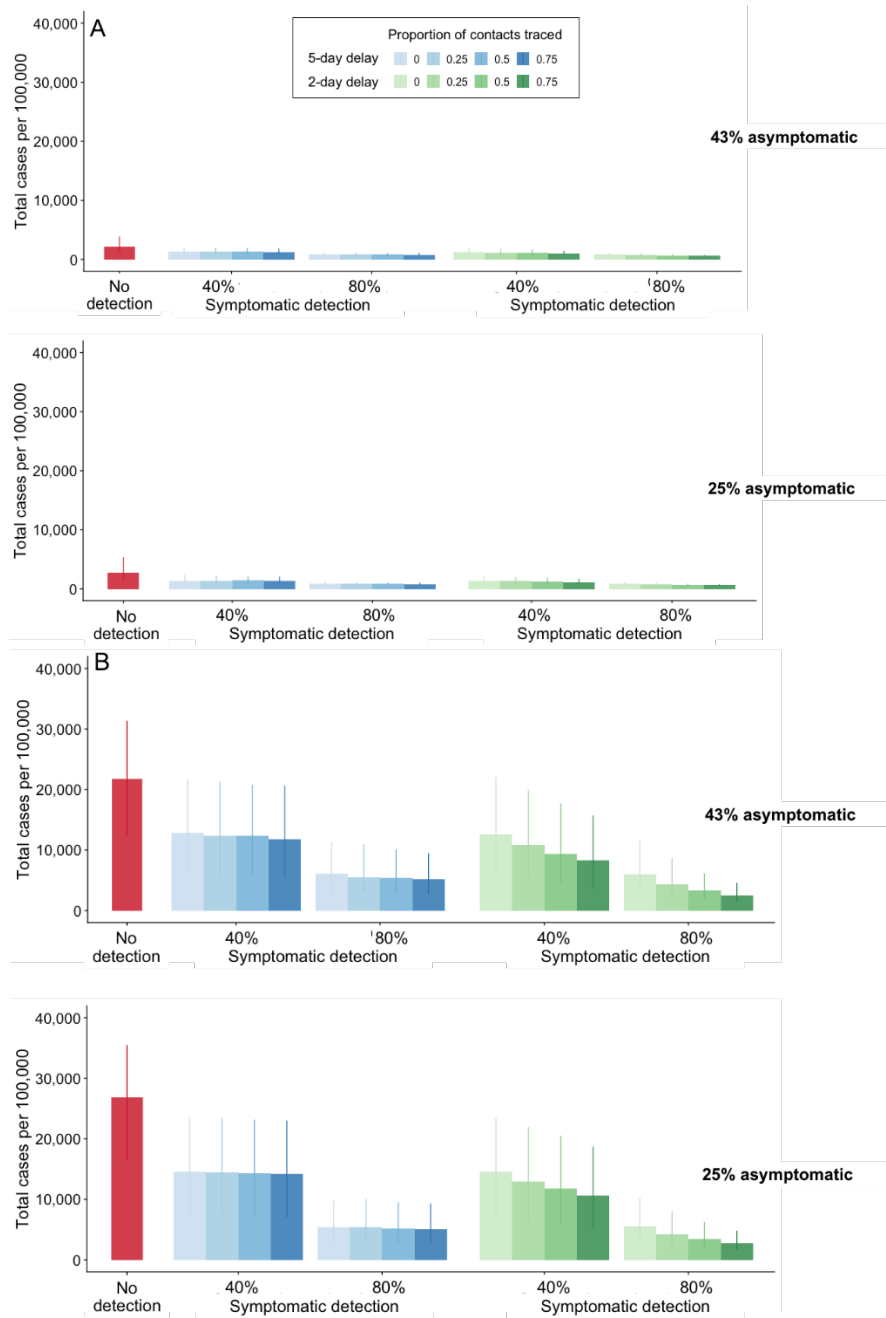 A
Proportion of contacts traced
5-day delay 0 0.25 0.5 0.75
2-day delay 0 0.25 0.5 0.75
Total cases per 100,000
40,000
30,000
20,000
10,000
0
43% asymptomatic
No detection
40% 80% 40% 80%
Symptomatic detection Symptomatic detection
Total cases per 100,000
40,000
30,000
20,000
10,000
0
25% asymptomatic
No detection
40% 80% 40% 80%
Symptomatic detection Symptomatic detection
B
Total cases per 100,000
40,000
30,000
20,000
10,000
0
43% asymptomatic
No detection
40% 80% 40% 80%
Symptomatic detection Symptomatic detection
Total cases per 100,000
40,000
30,000
20,000
10,000
0
25% asymptomatic
No detection
40% 80% 40% 80%
Symptomatic detection Symptomatic detection